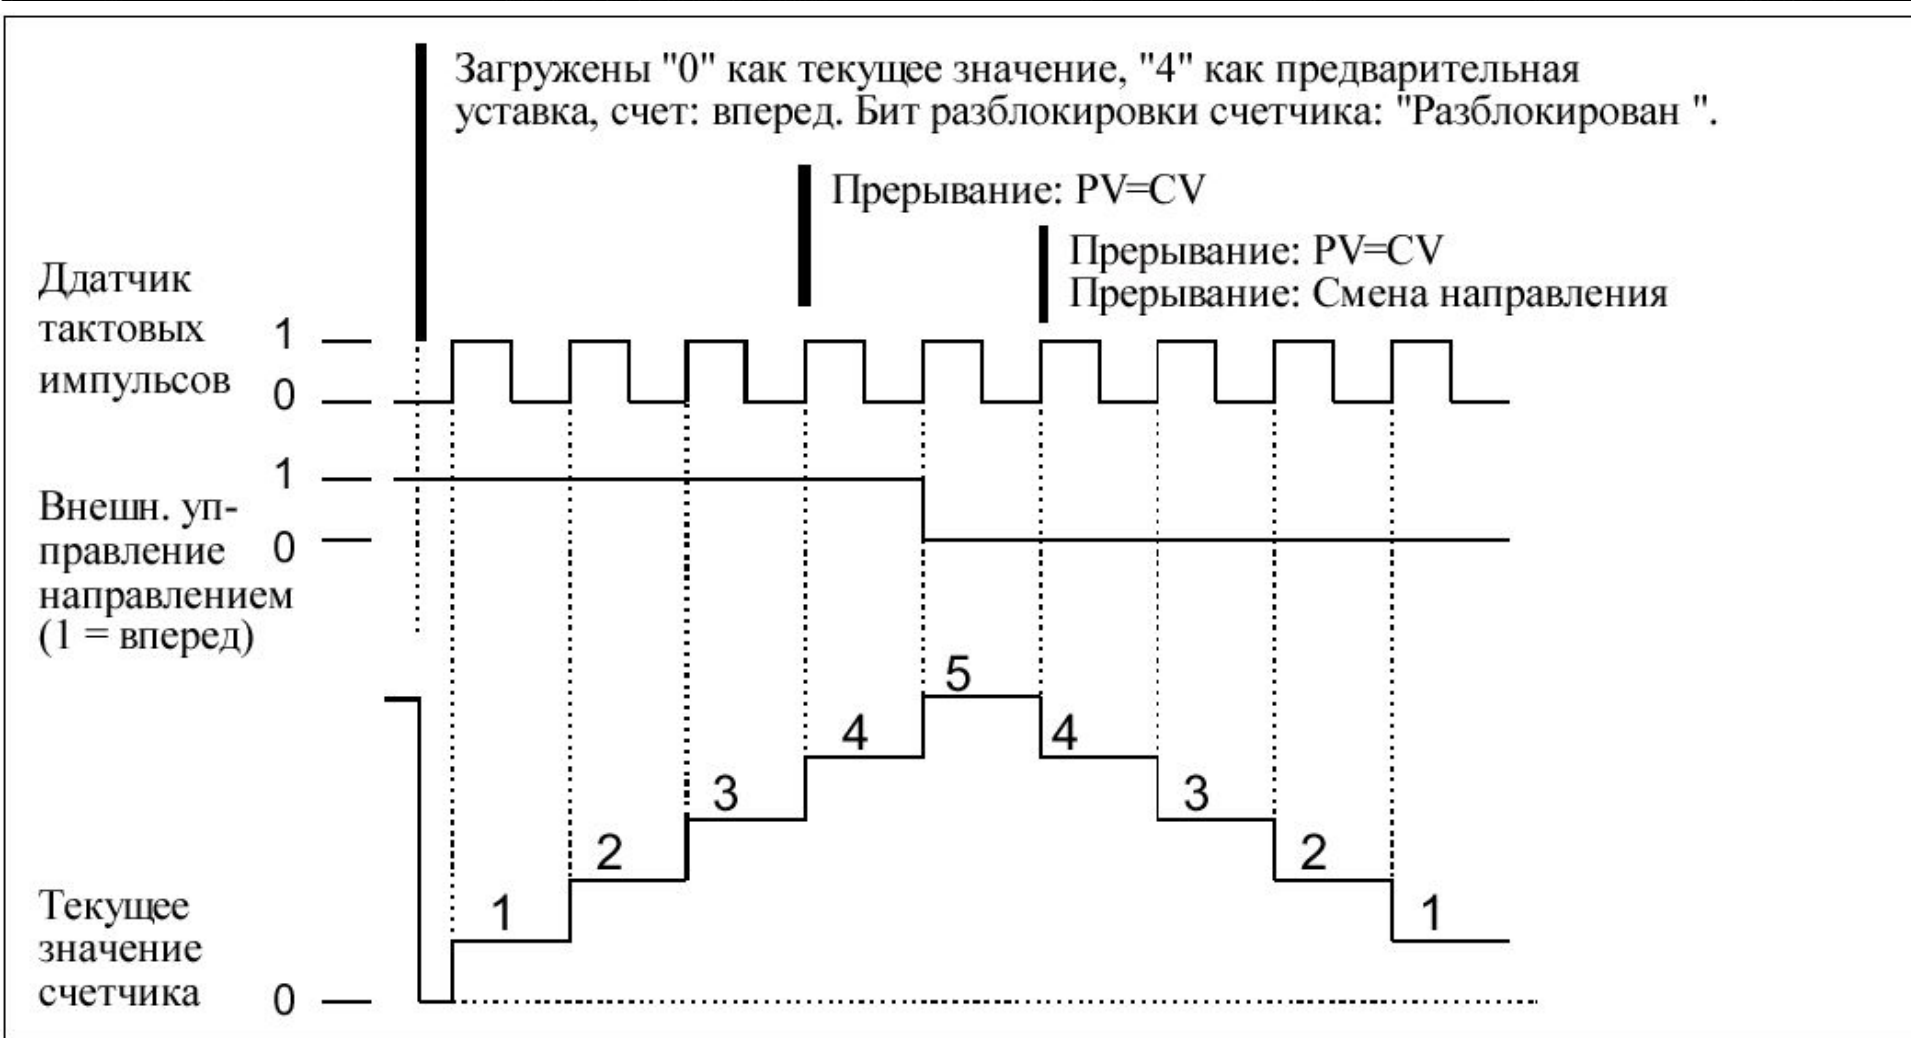 Загружены "0" как текущее значение, "4" как предварительная
уставка, счет: вперед. Бит разблокировки счетчика: "Разблокирован ".
Прерывание: PV=CV
Прерывание: PV=CV
Прерывание: Смена направления
Ддатчик
тактовых
импульсов
1
0
Внешн. уп-
правление
направлением
(1 = вперед)
1
0
5
4
4
3
3
2
2
1
1
Текущее
значение
счетчика
0